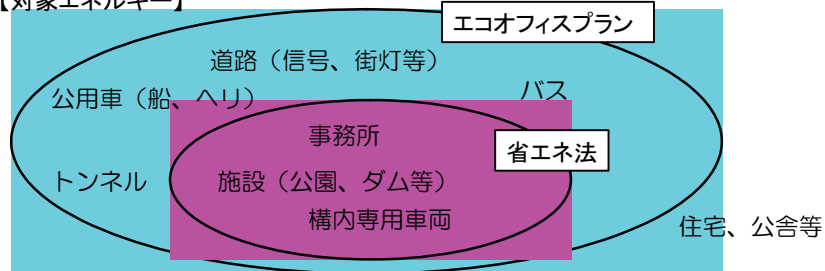 【対象エネルギー】
エコオフィスプラン
道路（信号、街灯等）
公用車（船、ヘリ）
バス
事務所
省エネ法
トンネル
施設（公園、ダム等）
構内専用車両
住宅、公舎等